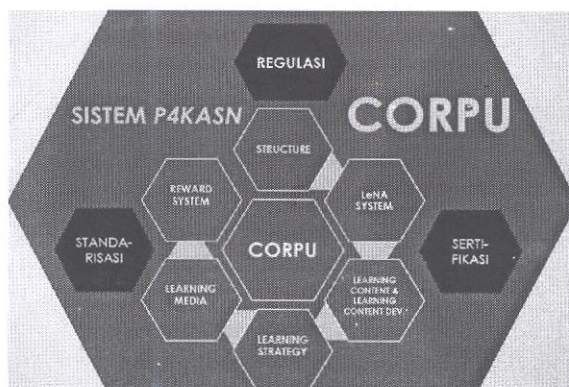 REGULASI
SISTEM P4KASN
CORPU
STRUCTURE
REWARD
SYSTEM
LeNA
SYSTEM
STANDA-
RISASI
CORPU
SERTI-
FIKASI
LEARNING
MEDIA
LEARNING
CONTENT &
LEARNING
CONTENT DEV.
LEARNING
STRATEGY